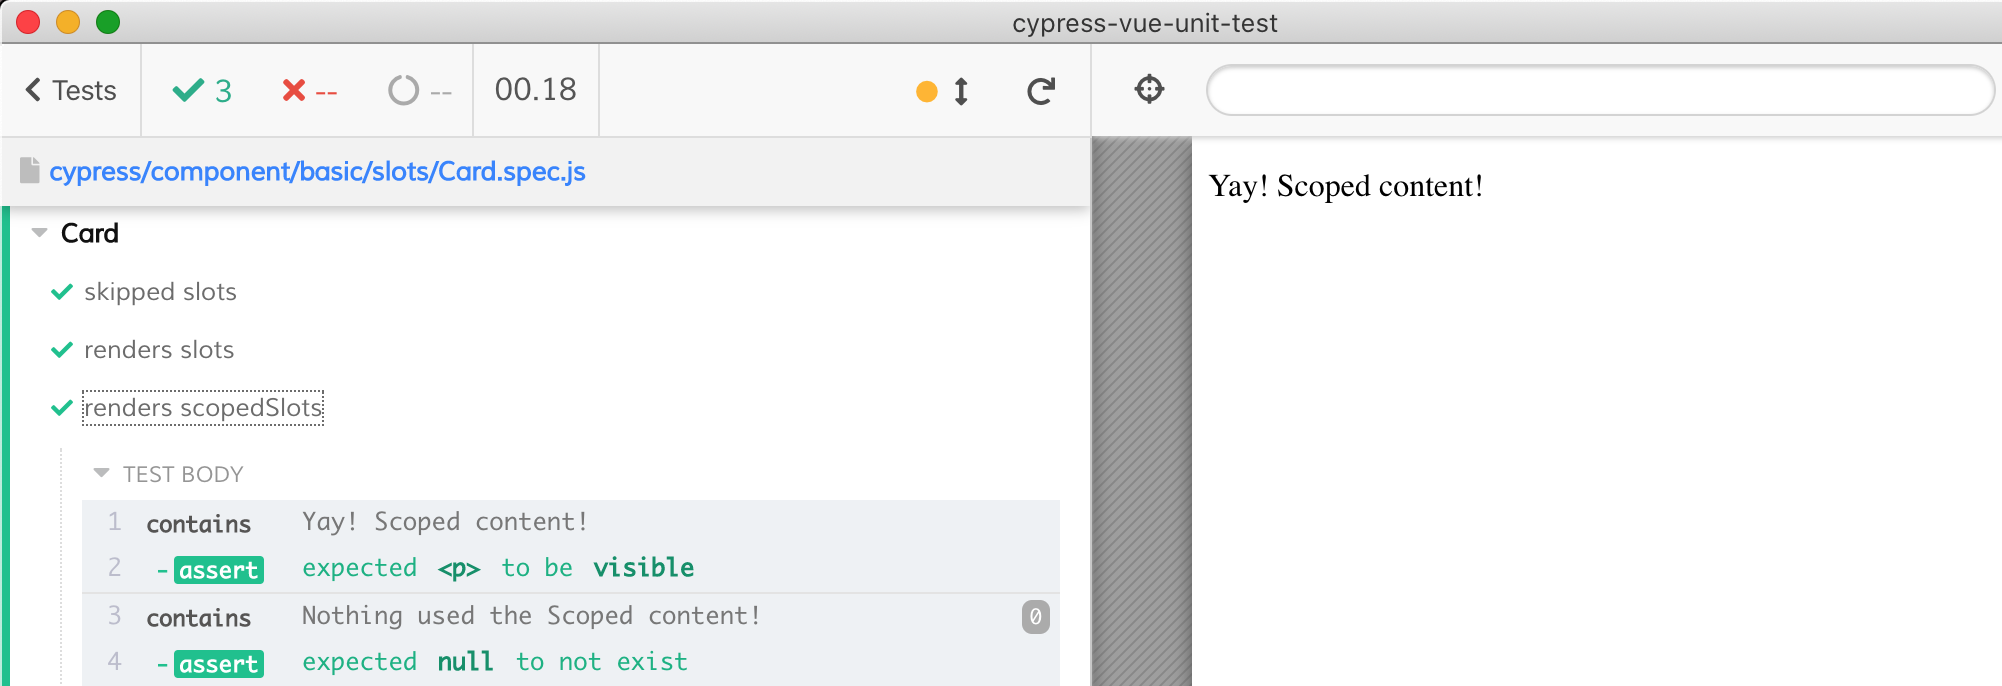 cypress-vue-unit-test
Tests 3 -- -- 00.18
cypress/component/basic/slots/Card.spec.js
Yay! Scoped content!
Card
skipped slots
renders slots
renders scopedSlots
TEST BODY
1 contains Yay! Scoped content!
2 -assert expected <p> to be visible
3 contains Nothing used the Scoped content! 0
4 -assert expected null to not exist